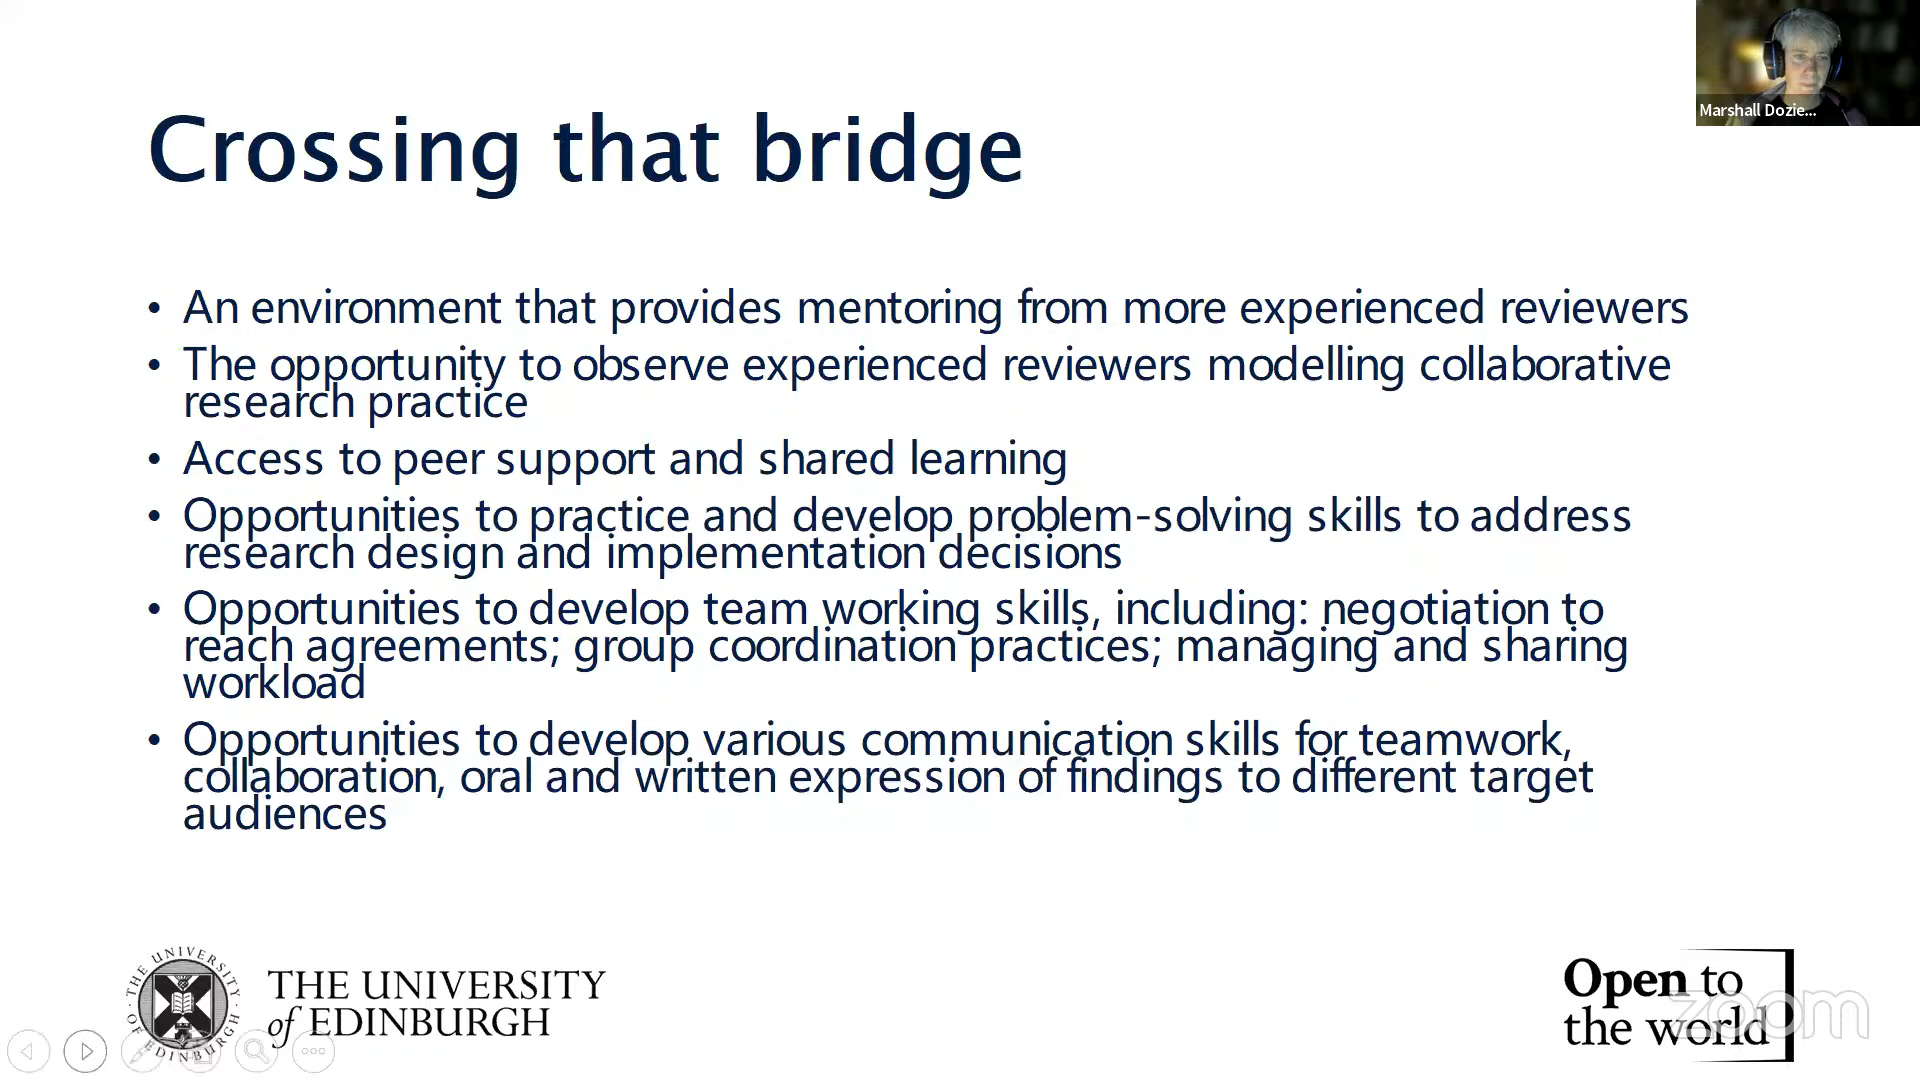 Marshall Dozie...
Crossing that bridge
• An environment that provides mentoring from more experienced reviewers
• The opportunity to observe experienced reviewers modelling collaborative
research practice
• Access to peer support and shared learning
• Opportunities to practice and develop problem-solving skills to address
research design and implementation decisions
• Opportunities to develop team working skills, including: negotiation to
reach agreements; group coordination practices; managing and sharing
workload
• Opportunities to develop various communication skills for teamwork,
collaboration, oral and written expression of findings to different target
audiences
THE UNIVERSITY OF EDINBURGH
THE UNIVERSITY
of EDINBURGH
Open to
the world
zoom